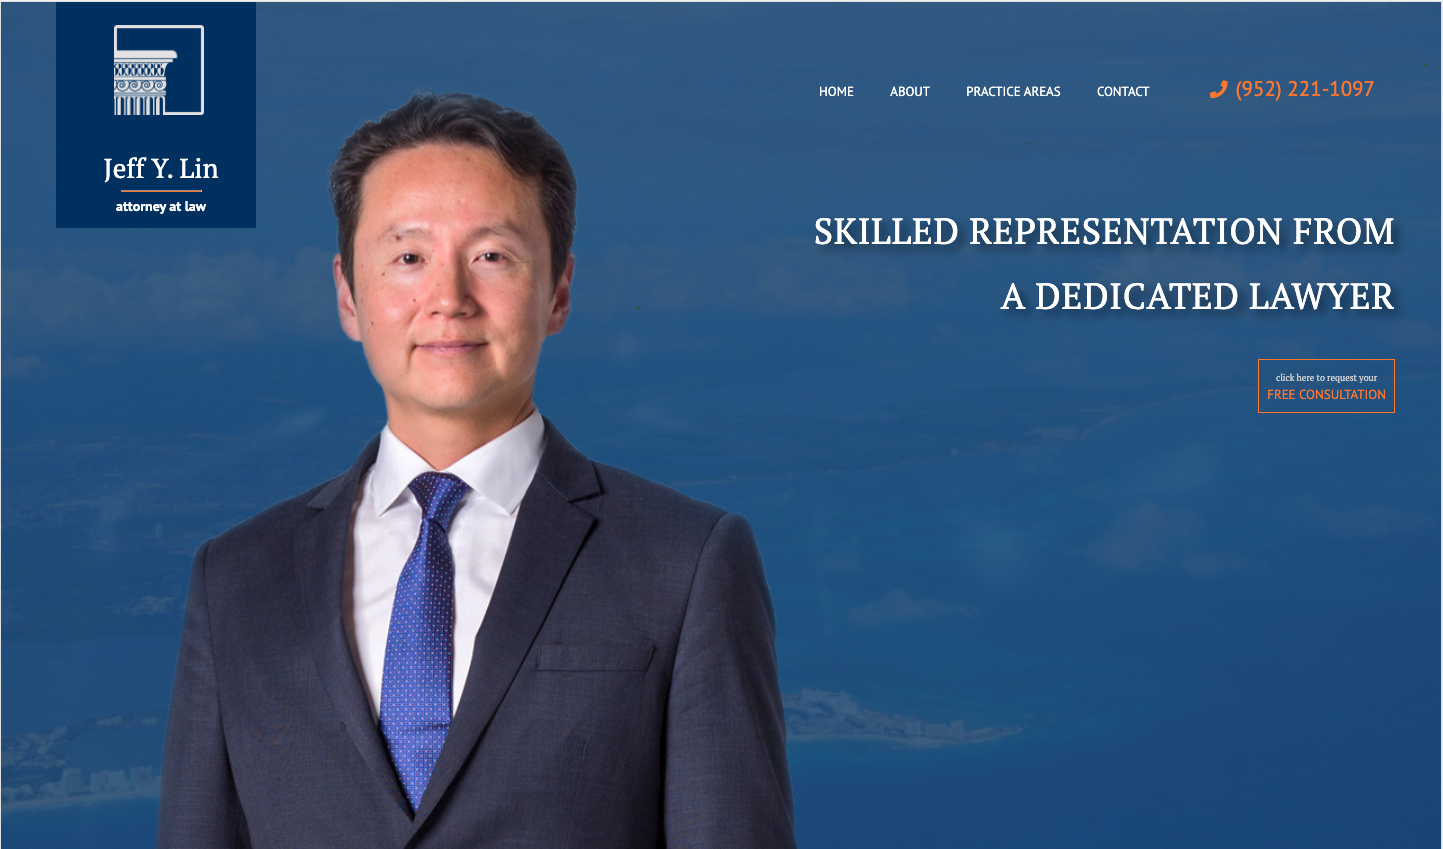 Jeff Y. Lin
attorney at law
HOME ABOUT PRACTICE AREAS CONTACT (952) 221-1097
SKILLED REPRESENTATION FROM
A DEDICATED LAWYER
click here to request your
FREE CONSULTATION